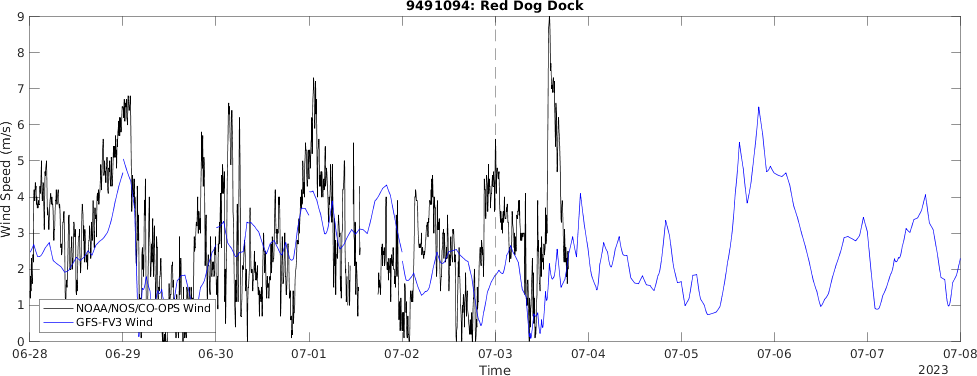 9491094: Red Dog Dock
Wind Speed (m/s)
9
8
7
6
5
4
3
2
1
0
NOAA/NOS/CO-OPS Wind
GFS-FV3 Wind
06-28 06-29 06-30 07-01 07-02 07-03 07-04 07-05 07-06 07-07 07-08
Time
2023